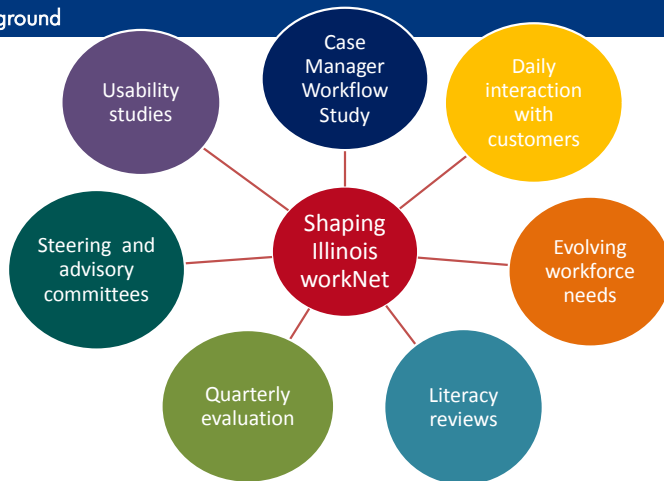 ground
Case
Manager
Workflow
Study
Daily
interaction
with
customers
Evolving
workforce
needs
Literacy
reviews
Quarterly
evaluation
Steering and
advisory
committees
Usability
studies
Shaping
Illinois
workNet